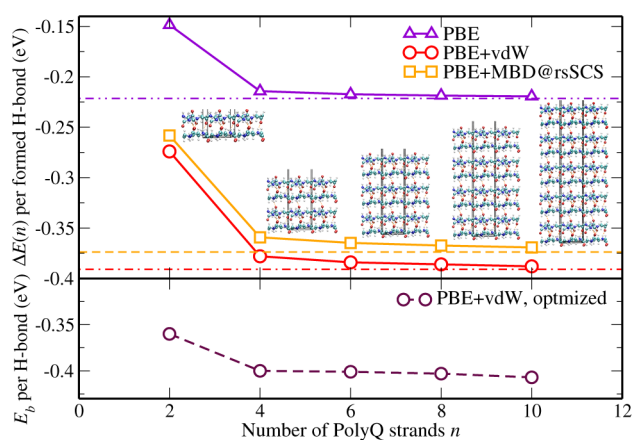 PBE
PBE+vdW
PBE+MBD@rsSCS
-0.15
-0.2
-0.25
-0.3
-0.35
-0.4
ΔE(n) per formed H-bond (eV)
PBE+vdW, optmized
-0.35
-0.4
E_b per H-bond (eV)
0 2 4 6 8 10 12
Number of PolyQ strands n